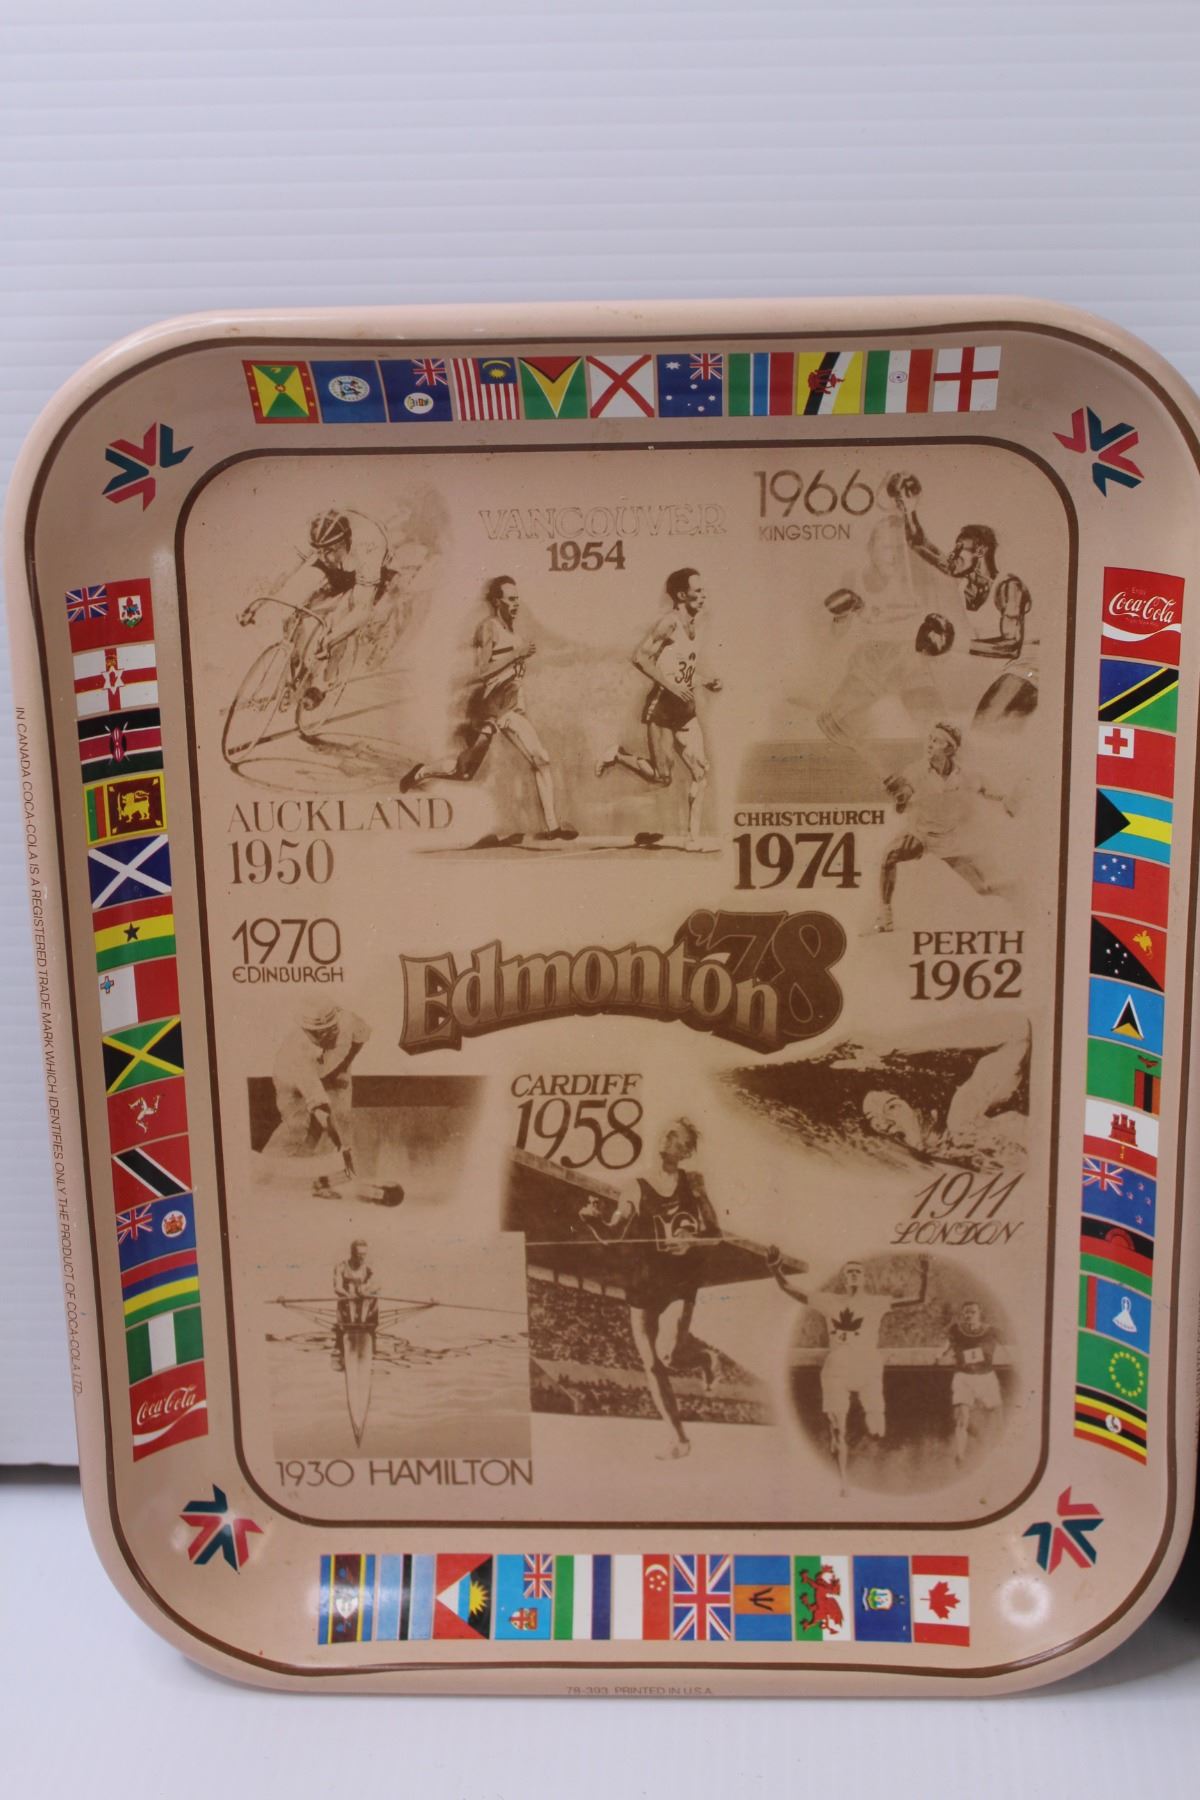 VANCOUVER
1954
1966
KINGSTON
Enjoy
Coca-Cola
AUCKLAND
1950
CHRISTCHURCH
1974
1970
EDINBURGH
Edmonton '78
PERTH
1962
CARDIFF
1958
1911
LONDON
1930 HAMILTON
Coca-Cola
IN CANADA COCA-COLA IS A REGISTERED TRADE MARK WHICH IDENTIFIES ONLY THE PRODUCT OF COCA-COLA LTD.
78-393 PRINTED IN U.S.A.